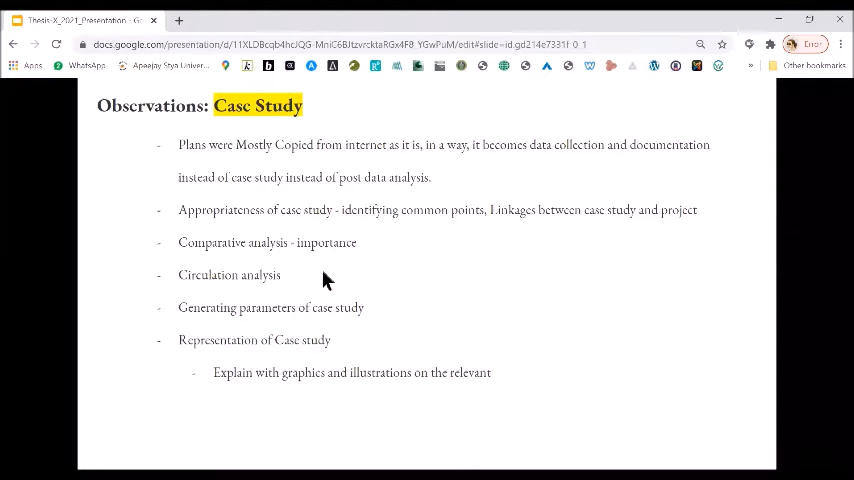 Thesis-X_2021_Presentation - Go
docs.google.com/presentation/d/11XLDBcqb4hcJQG-MniC6BJtzvrcktaRGx4F8_YGwPuM/edit#slide=id.gd214e7331f_0_1
Error
Apps
WhatsApp
Apeejay Stya Univer...
Other bookmarks
Observations: Case Study
- Plans were Mostly Copied from internet as it is, in a way, it becomes data collection and documentation
instead of case study instead of post data analysis.
- Appropriateness of case study - identifying common points, Linkages between case study and project
- Comparative analysis - importance
- Circulation analysis
- Generating parameters of case study
- Representation of Case study
- Explain with graphics and illustrations on the relevant